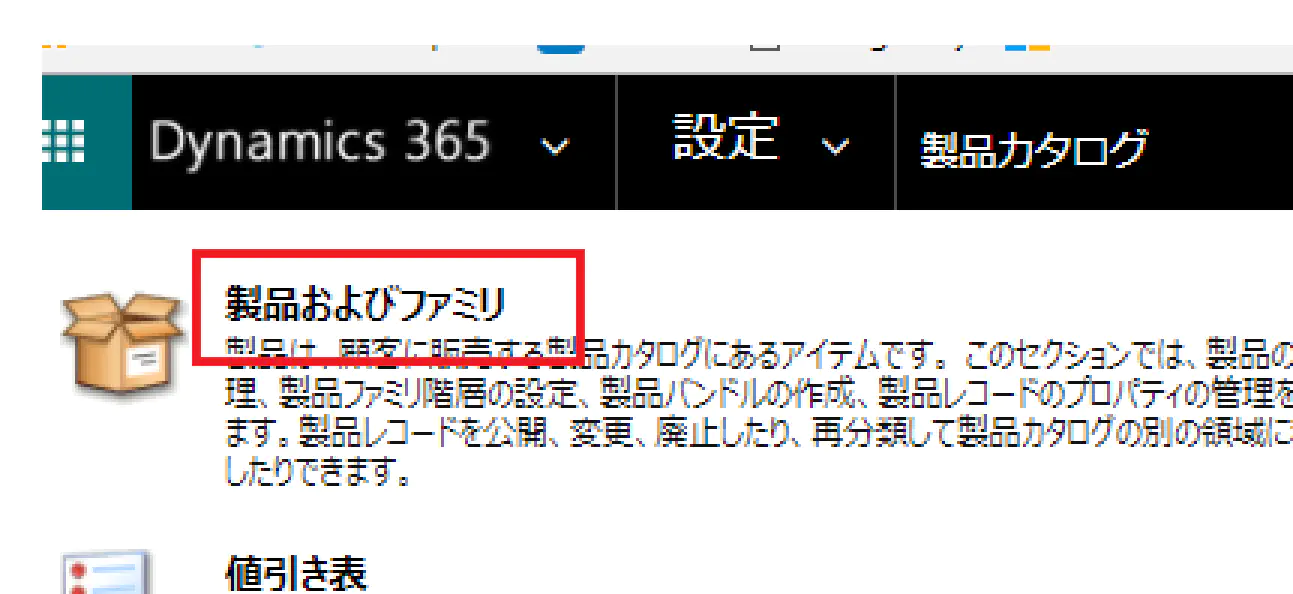 Dynamics 365 設定 製品カタログ
製品およびファミリ
製品は、顧客に販売する製品カタログにあるアイテムです。このセクションでは、製品の
理、製品ファミリ階層の設定、製品バンドルの作成、製品レコードのプロパティの管理を
ます。製品レコードを公開、変更、廃止したり、再分類して製品カタログの別の領域に
したりできます。
値引き表